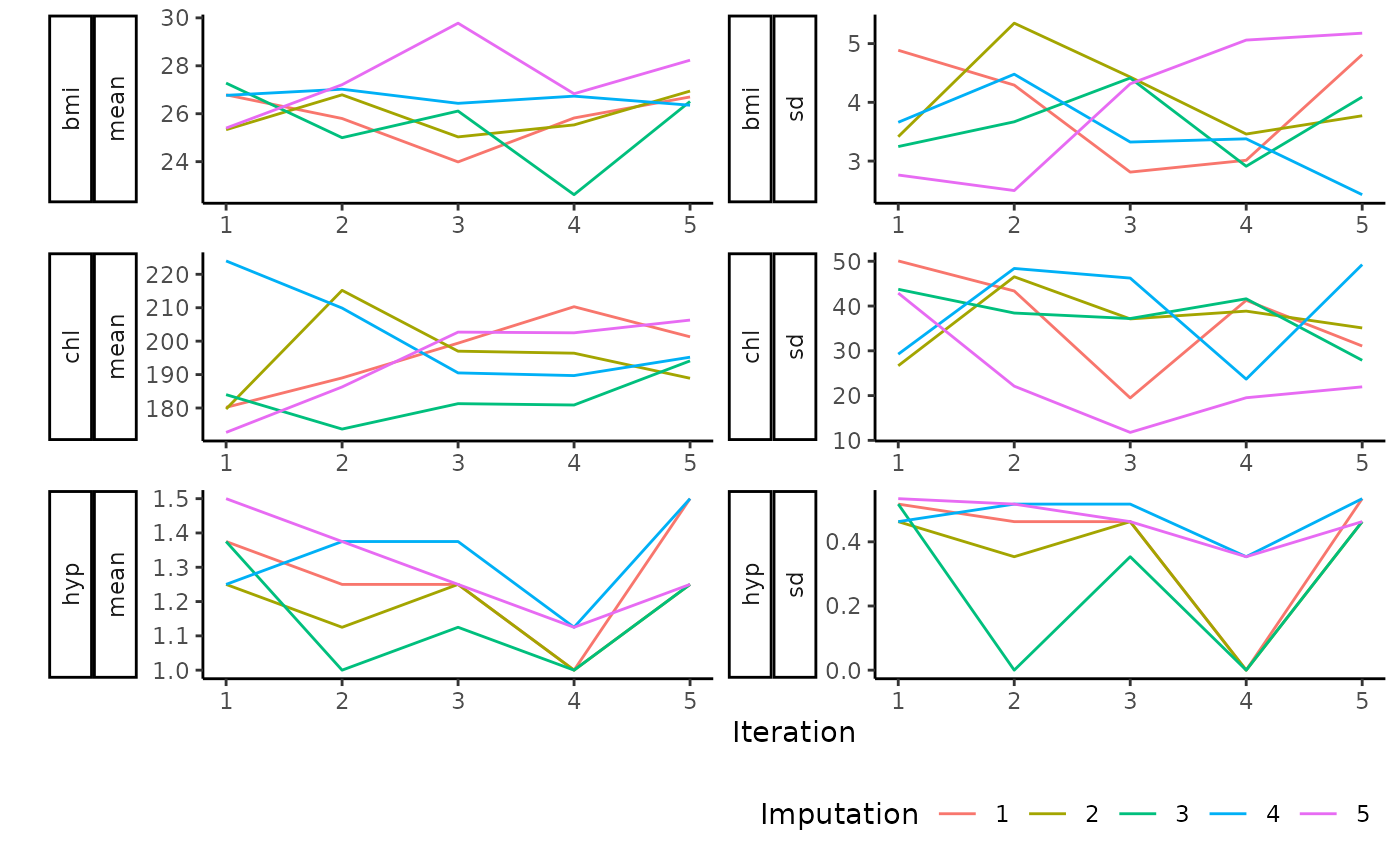 bmi mean 30 28 26 24 1 2 3 4 5
bmi sd 5 4 3 1 2 3 4 5
chl mean 220 210 200 190 180 1 2 3 4 5
chl sd 50 40 30 20 10 1 2 3 4 5
hyp mean 1.5 1.4 1.3 1.2 1.1 1.0 1 2 3 4 5
hyp sd 0.4 0.2 0.0 1 2 3 4 5
Iteration
Imputation 1 2 3 4 5